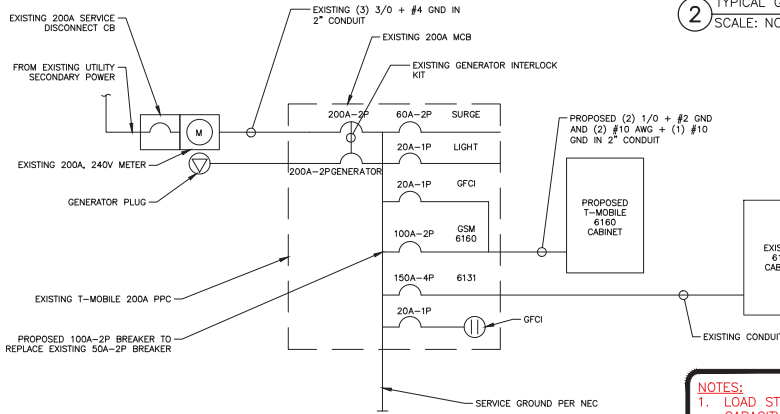 EXISTING 200A SERVICE
DISCONNECT CB
EXISTING (3) 3/0 + #4 GND IN
2" CONDUIT
2
TYPICAL
SCALE:
EXISTING 200A MCB
FROM EXISTING UTILITY
SECONDARY POWER
EXISTING GENERATOR INTERLOCK
KIT
200A-2P
60A-2P
SURGE
M
PROPOSED (2) 1/0 + #2 GND
AND (2) #10 AWG + (1) #10
GND IN 2" CONDUIT
20A-1P
LIGHT
EXISTING 200A, 240V METER
200A-2P
GENERATOR
20A-1P
GFCI
GENERATOR PLUG
PROPOSED
T-MOBILE
6160
CABINET
100A-2P
GSM
6160
150A-4P
6131
EXISTING T-MOBILE 200A PPC
20A-1P
GFCI
PROPOSED 100A-2P BREAKER TO
REPLACE EXISTING 50A-2P BREAKER
EXISTING
SERVICE GROUND PER NEC
NOTES:
1. LOAD